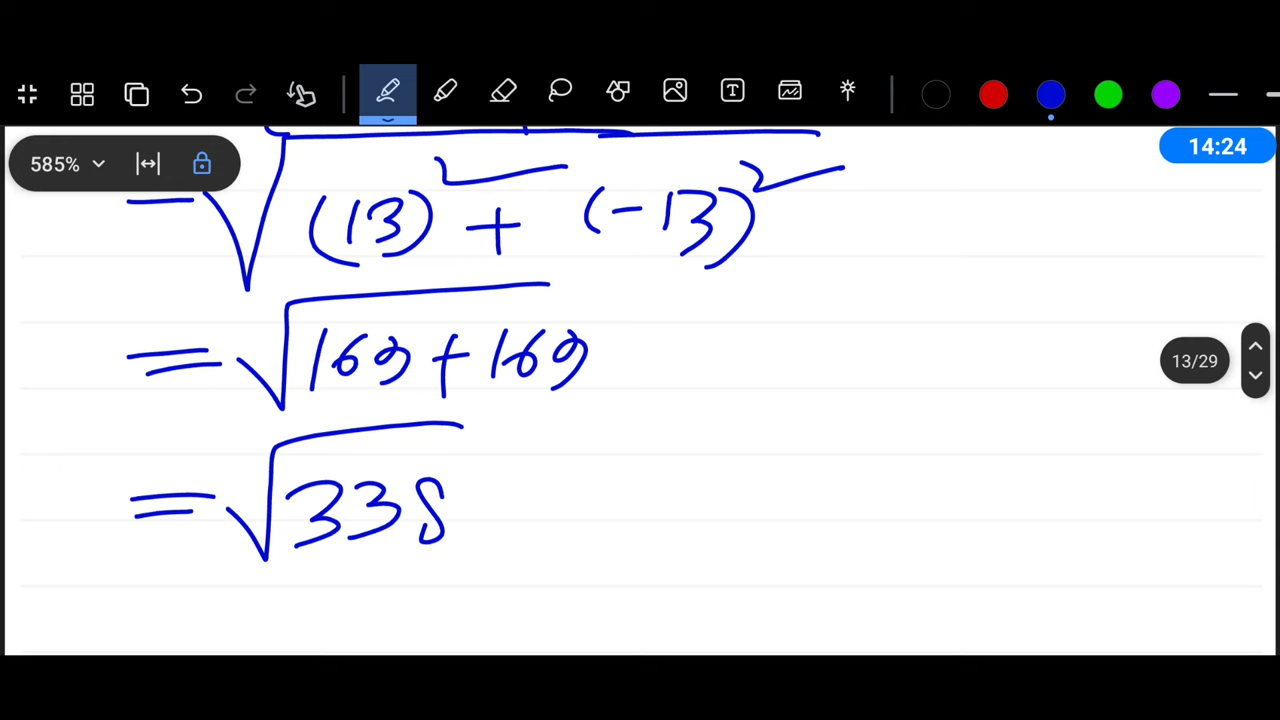 14:24
585%
= √(13)² + (-13)²
= √169 + 169
13/29
= √338